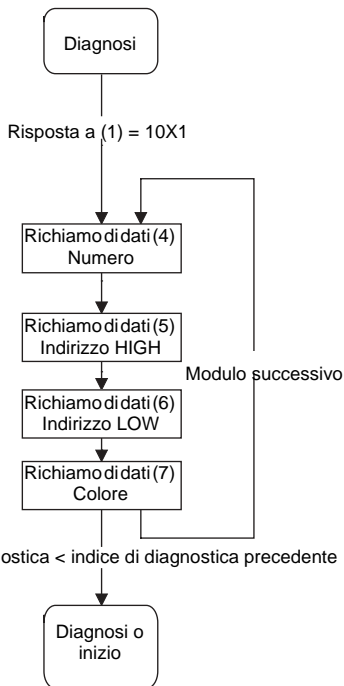 Diagnosi
Risposta a (1) = 10X1
Richiamo di dati (4)
Numero
Richiamo di dati (5)
Indirizzo HIGH
Modulo successivo
Richiamo di dati (6)
Indirizzo LOW
Richiamo di dati (7)
Colore
ostica < indice di diagnostica precedente
Diagnosi o
inizio